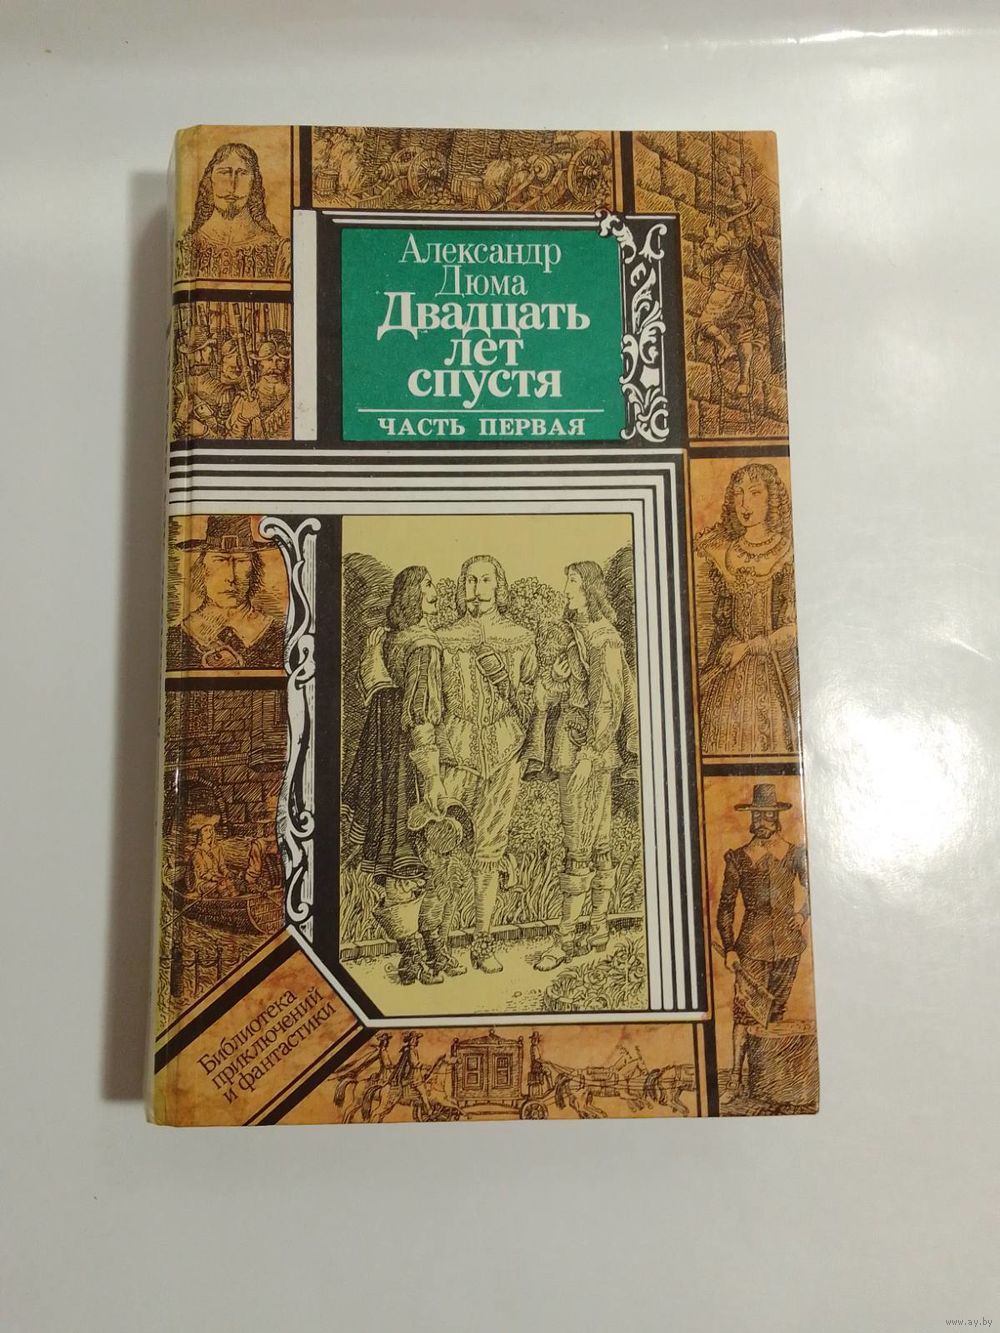 Александр
Дюма
Двадцать
лет
спустя
ЧАСТЬ ПЕРВАЯ
Библиотека
приключений
и фантастики
www.ay.by